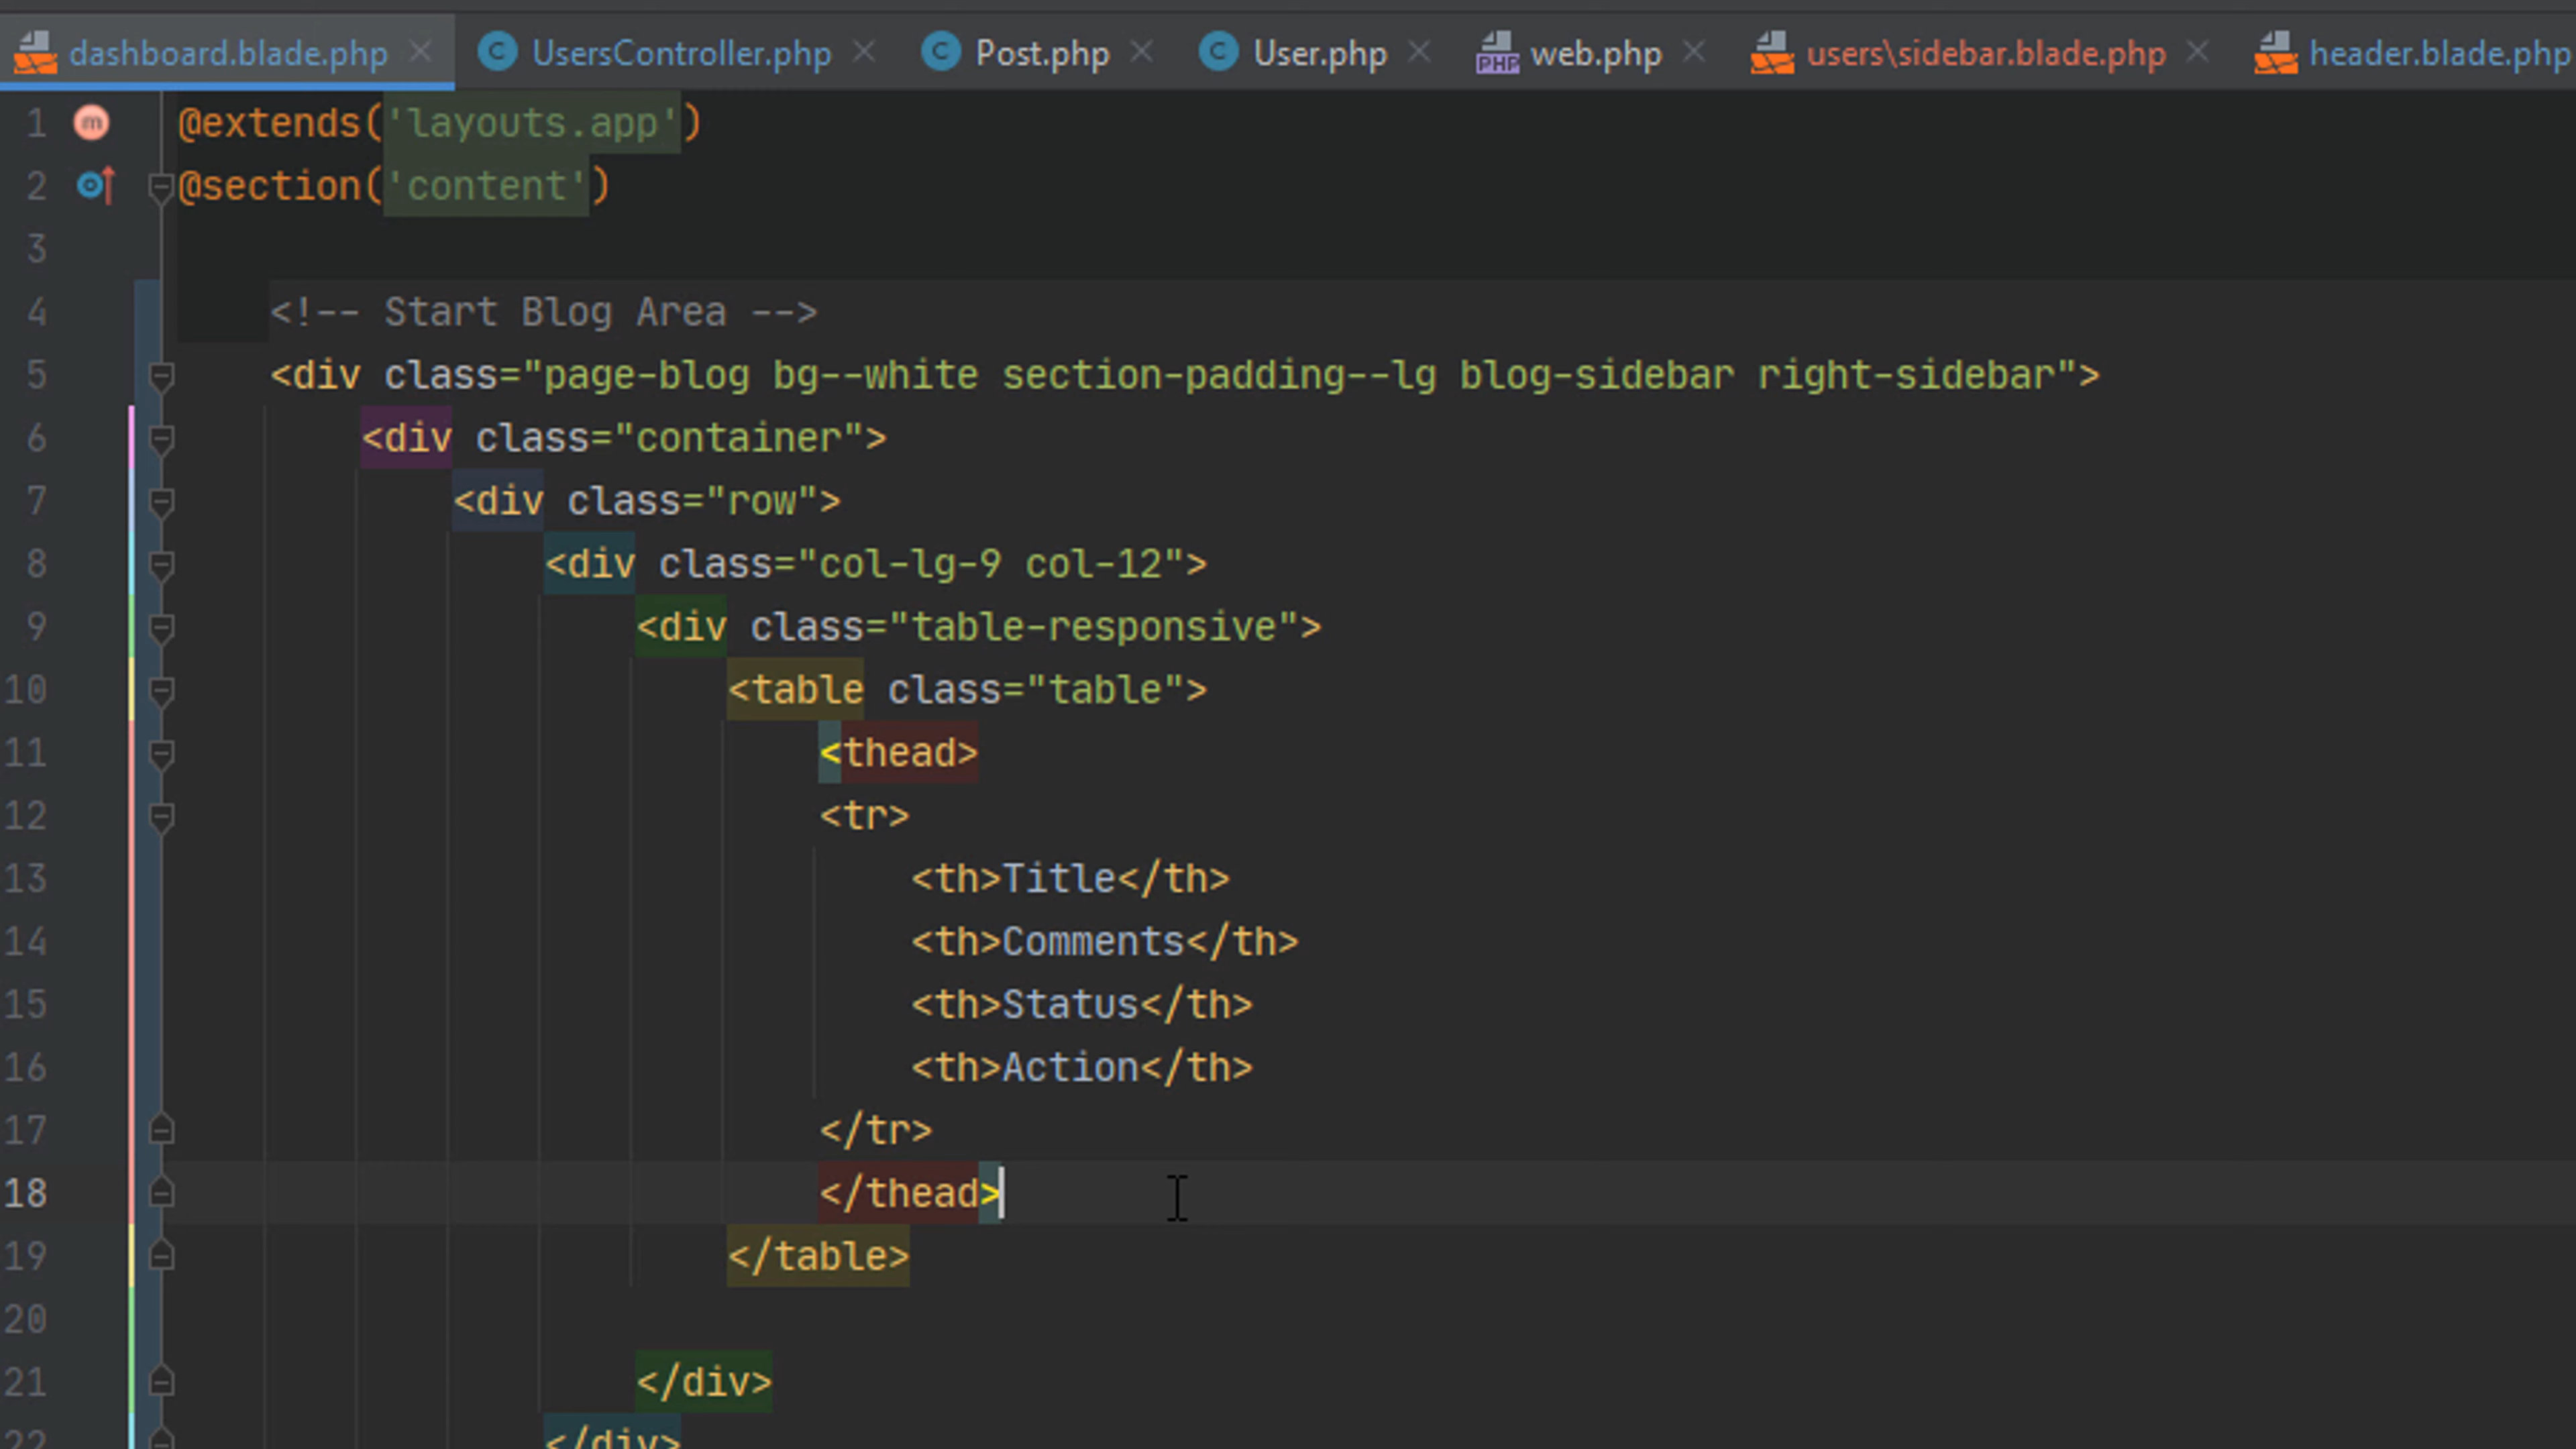 dashboard.blade.php UsersController.php Post.php User.php web.php users\sidebar.blade.php header.blade.php
1 @extends('layouts.app')
2 @section('content')
3
4 <!-- Start Blog Area -->
5 <div class="page-blog bg--white section-padding--lg blog-sidebar right-sidebar">
6 <div class="container">
7 <div class="row">
8 <div class="col-lg-9 col-12">
9 <div class="table-responsive">
10 <table class="table">
11 <thead>
12 <tr>
13 <th>Title</th>
14 <th>Comments</th>
15 <th>Status</th>
16 <th>Action</th>
17 </tr>
18 </thead>
19 </table>
20
21 </div>
22 </div>